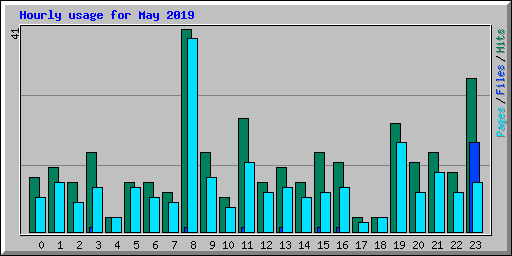 Hourly usage for May 2019
41
Pages / Files / Hits
0 1 2 3 4 5 6 7 8 9 10 11 12 13 14 15 16 17 18 19 20 21 22 23